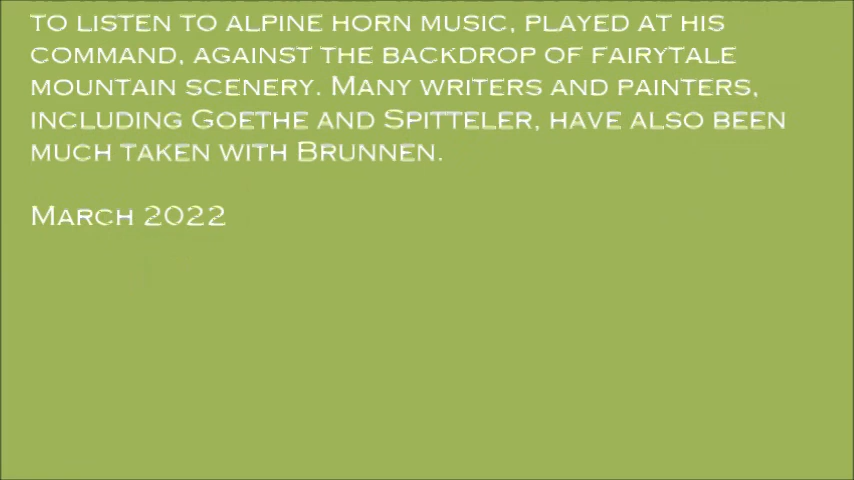 to listen to alpine horn music, played at his
command, against the backdrop of fairytale
mountain scenery. Many writers and painters,
including Goethe and Spitteler, have also been
much taken with Brunnen.
March 2022